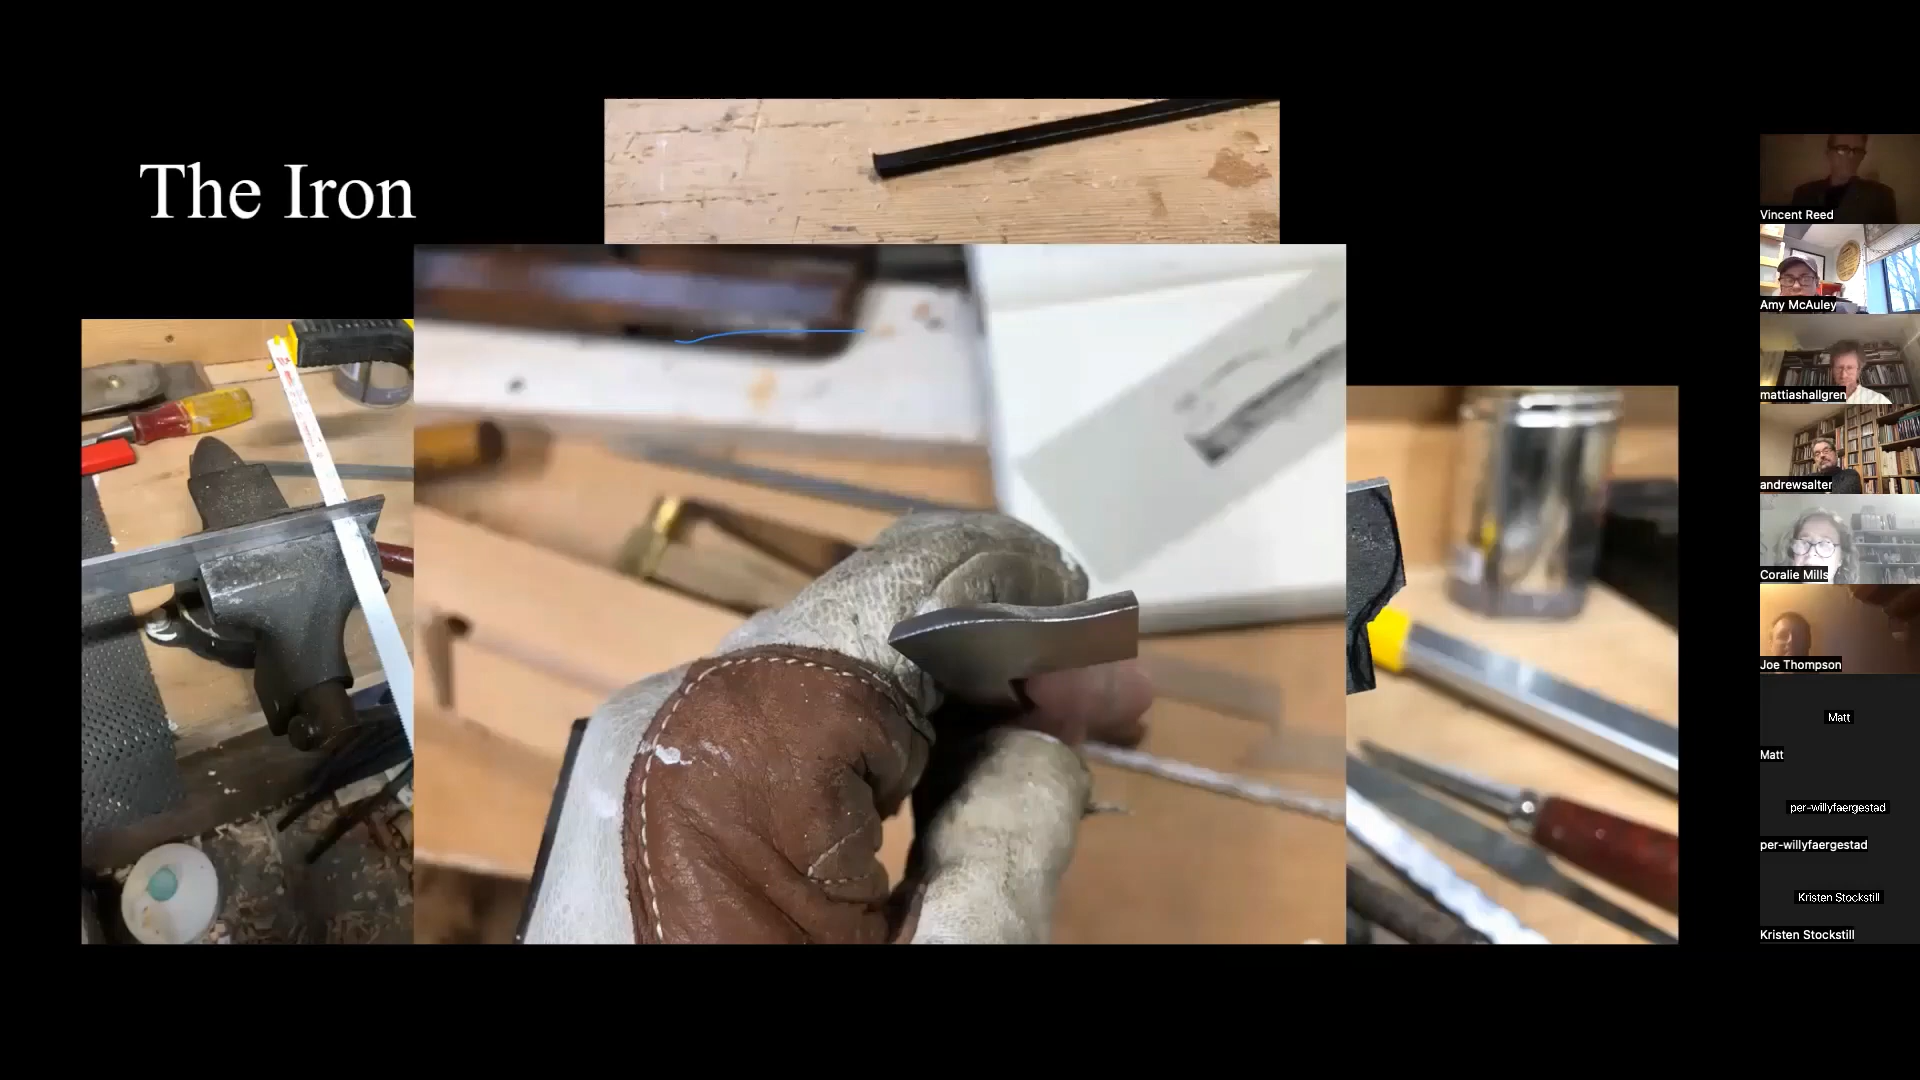 The Iron
Vincent Reed
Amy McAuley
mattiashallgren
andrewsalter
Coralie Mills
Joe Thompson
Matt
Matt
per-willyfaergestad
per-willyfaergestad
Kristen Stockstill
Kristen Stockstill